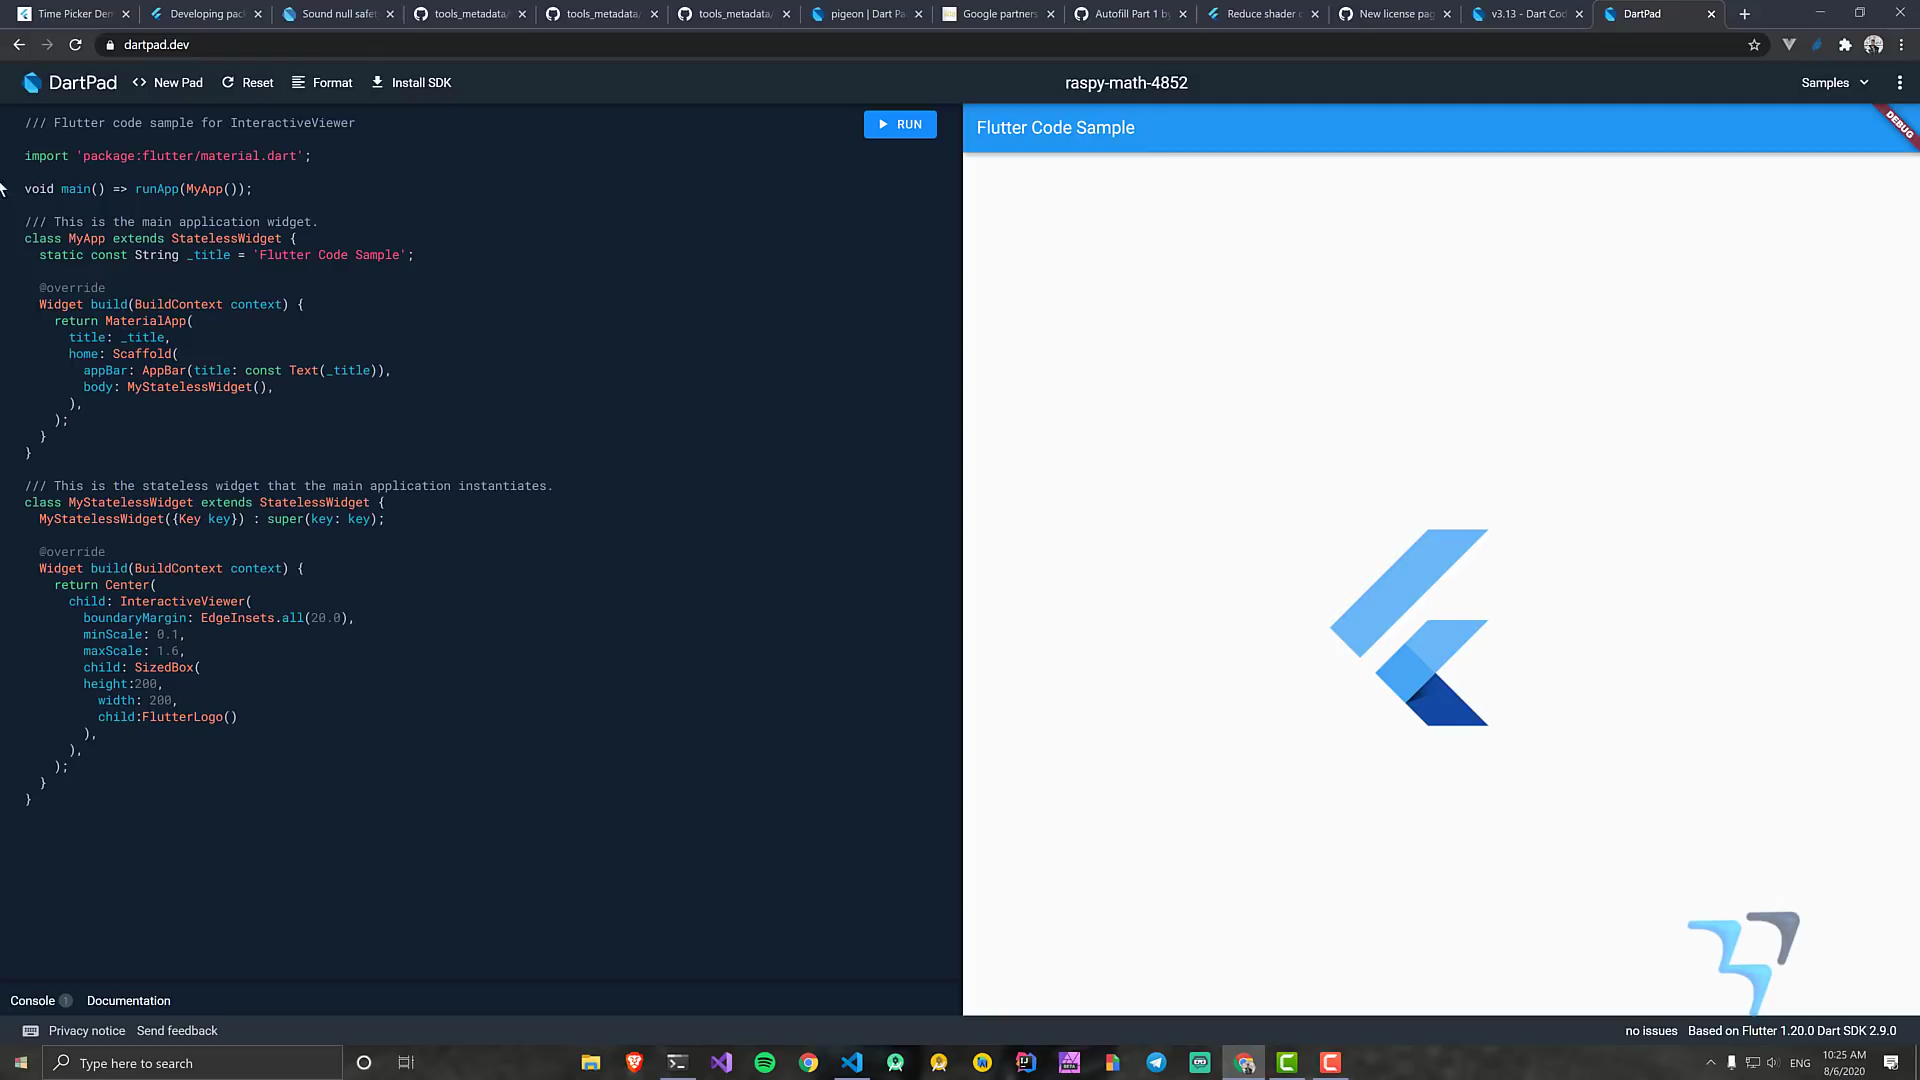 Time Picker Den
Developing pac
Sound null safet
tools_metadata/
tools_metadata/
tools_metadata/
pigeon | Dart Pa
Google partners
Autofill Part 1 by
Reduce shader c
New license pag
v3.13 - Dart Cod
DartPad
dartpad.dev
DartPad
<> New Pad
Reset
Format
Install SDK
raspy-math-4852
Samples
/// Flutter code sample for InteractiveViewer
RUN
import 'package:flutter/material.dart';
void main() => runApp(MyApp());
/// This is the main application widget.
class MyApp extends StatelessWidget {
static const String _title = 'Flutter Code Sample';
@override
Widget build(BuildContext context) {
return MaterialApp(
title: _title,
home: Scaffold(
appBar: AppBar(title: const Text(_title)),
body: MyStatelessWidget(),
),
);
}
}
/// This is the stateless widget that the main application instantiates.
class MyStatelessWidget extends StatelessWidget {
MyStatelessWidget({Key key}) : super(key: key);
@override
Widget build(BuildContext context) {
return Center(
child: InteractiveViewer(
boundaryMargin: EdgeInsets.all(20.0),
minScale: 0.1,
maxScale: 1.6,
child: SizedBox(
height:200,
width: 200,
child:FlutterLogo()
),
),
);
}
}
Flutter Code Sample
DEBUG
Console 1
Documentation
Privacy notice
Send feedback
no issues
Based on Flutter 1.20.0 Dart SDK 2.9.0
Type here to search
ENG
10:25 AM
8/6/2020